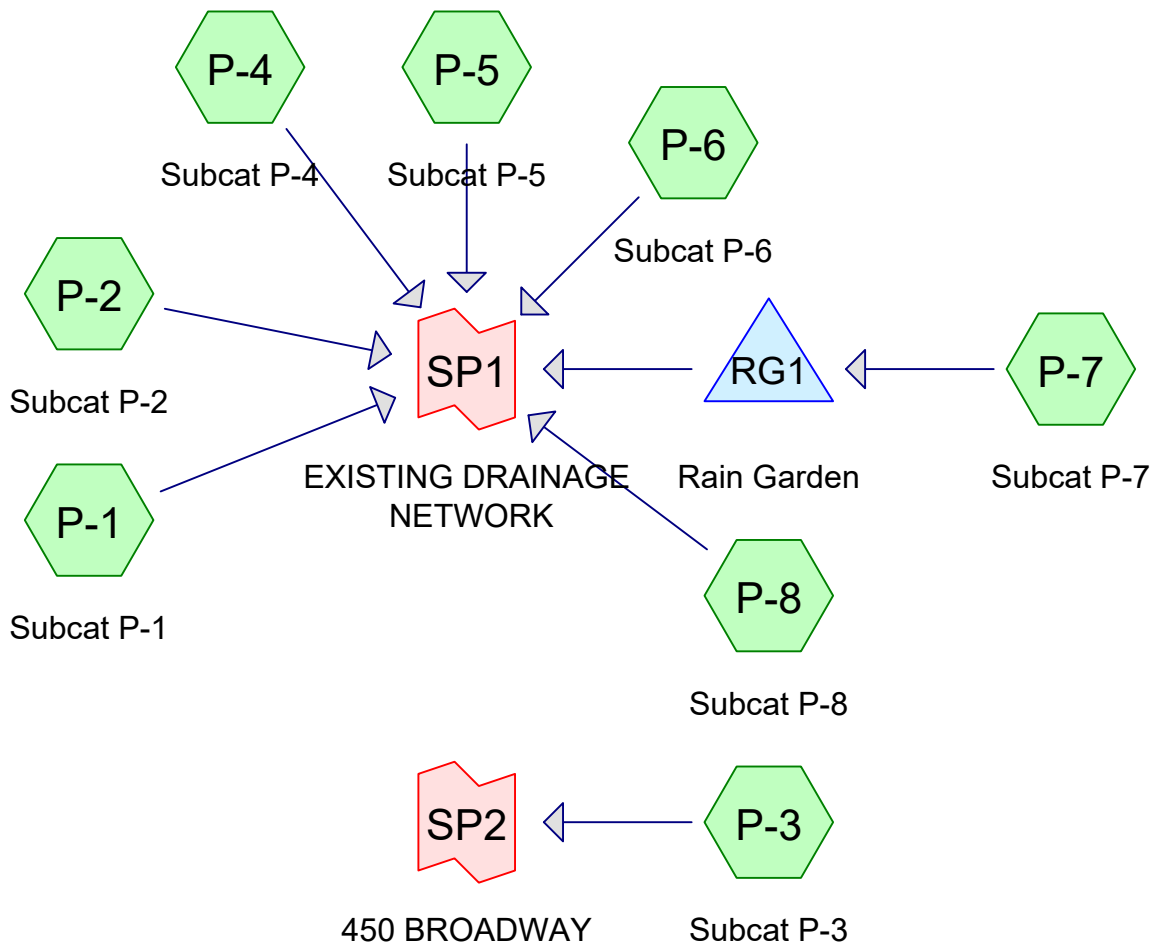 P-4
P-5
P-6
Subcat P-4
Subcat P-5
Subcat P-6
P-2
SP1
RG1
P-7
Subcat P-2
EXISTING DRAINAGE
NETWORK
Rain Garden
Subcat P-7
P-1
Subcat P-1
P-8
Subcat P-8
SP2
P-3
450 BROADWAY
Subcat P-3